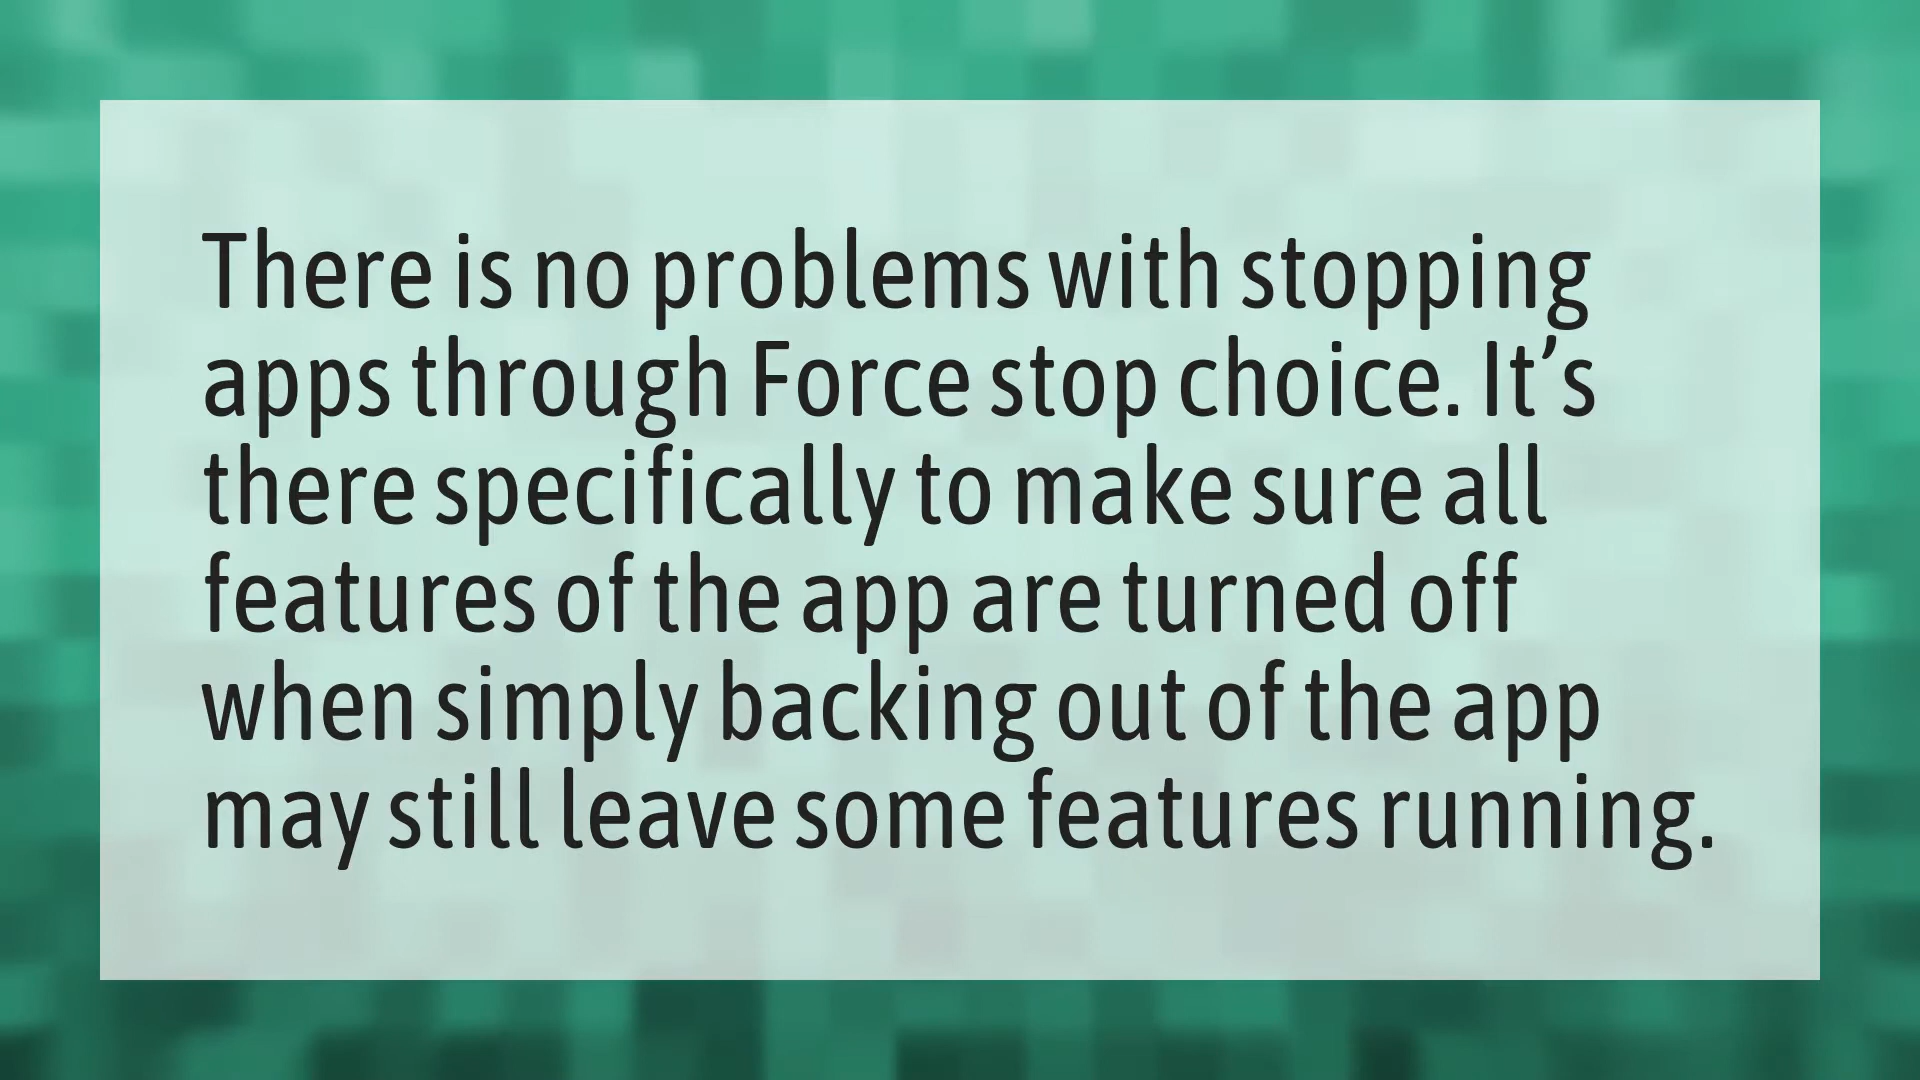 There is no problems with stopping
apps through Force stop choice. It’s
there specifically to make sure all
features of the app are turned off
when simply backing out of the app
may still leave some features running.